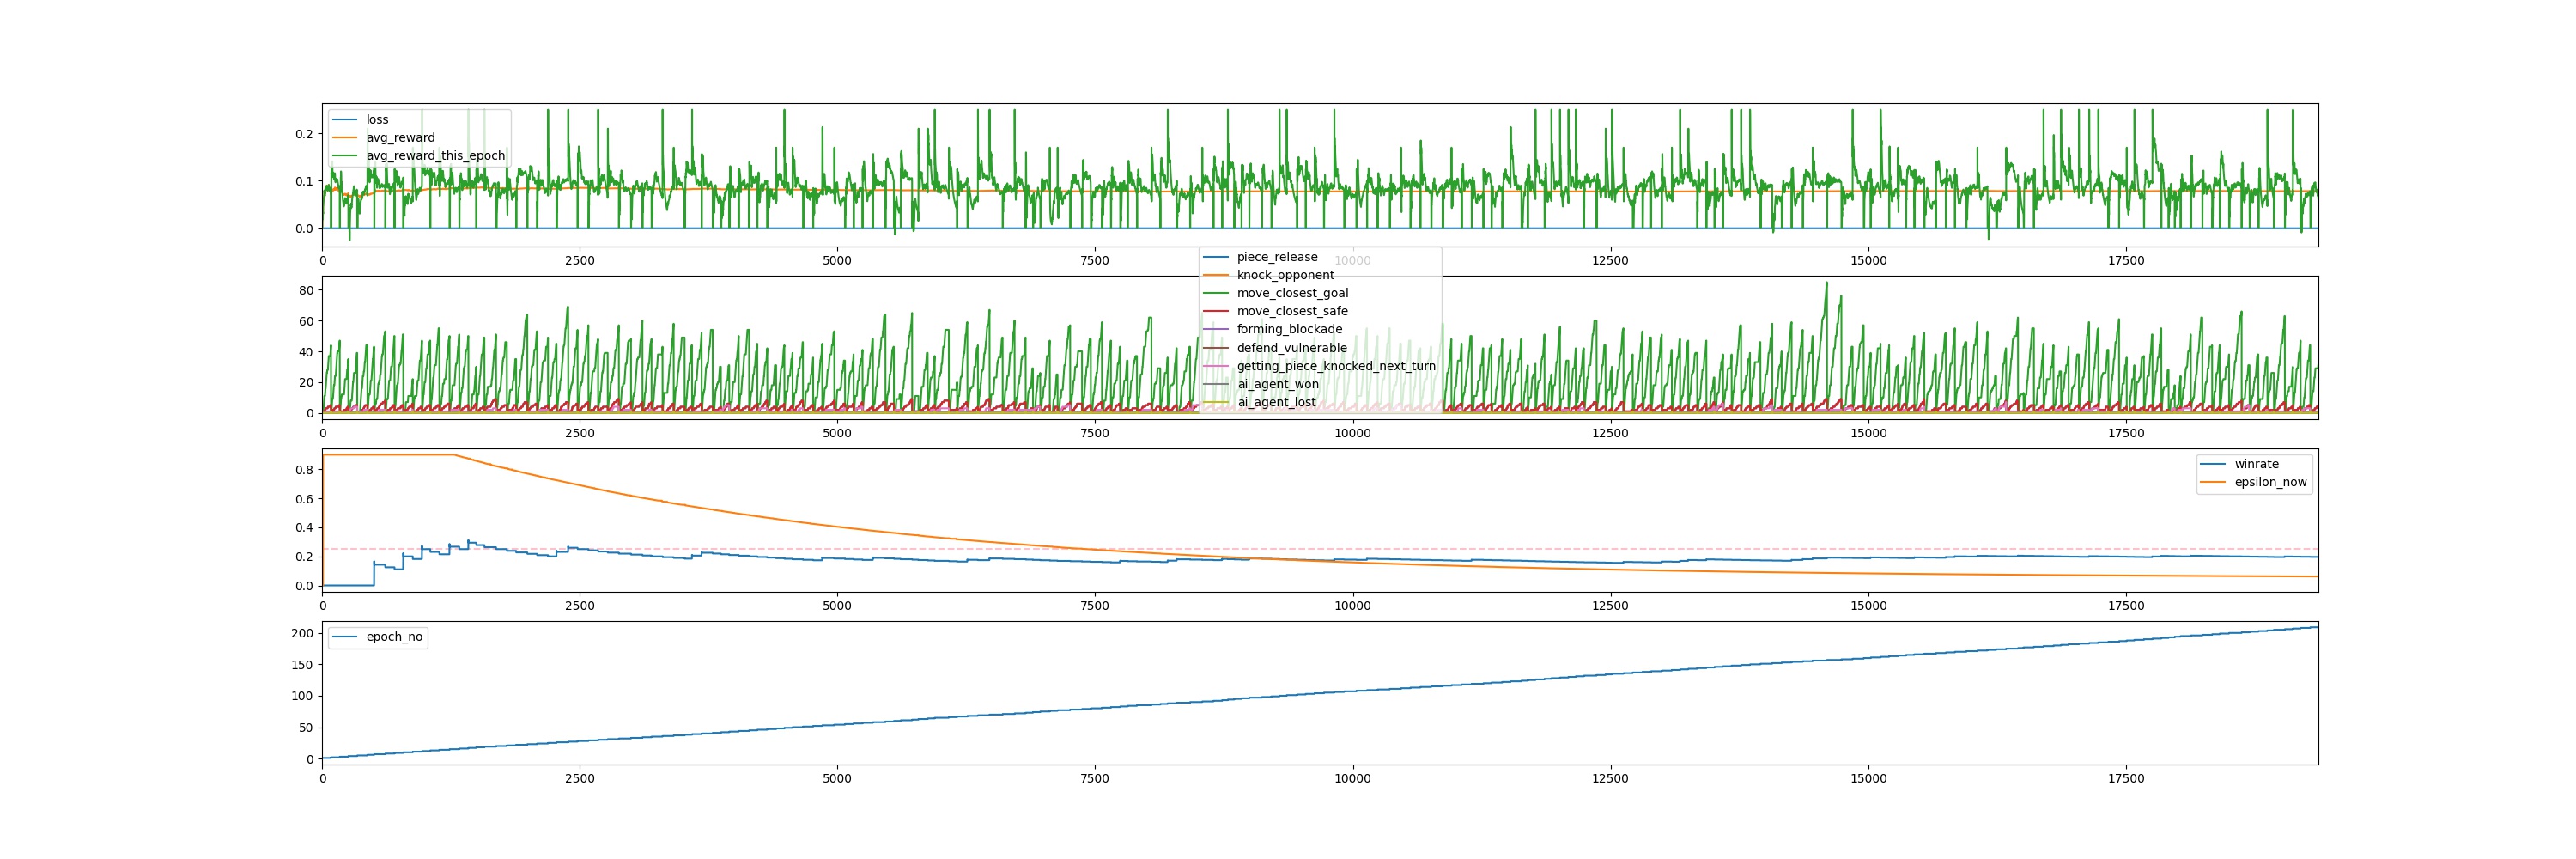 loss
avg_reward
avg_reward_this_epoch
0.2
0.1
0.0
0 2500 5000 7500 10000 12500 15000 17500
piece_release
knock_opponent
move_closest_goal
move_closest_safe
forming_blockade
defend_vulnerable
getting_piece_knocked_next_turn
ai_agent_won
ai_agent_lost
80
60
40
20
0
0 2500 5000 7500 10000 12500 15000 17500
winrate
epsilon_now
0.8
0.6
0.4
0.2
0.0
0 2500 5000 7500 10000 12500 15000 17500
epoch_no
200
150
100
50
0
0 2500 5000 7500 10000 12500 15000 17500